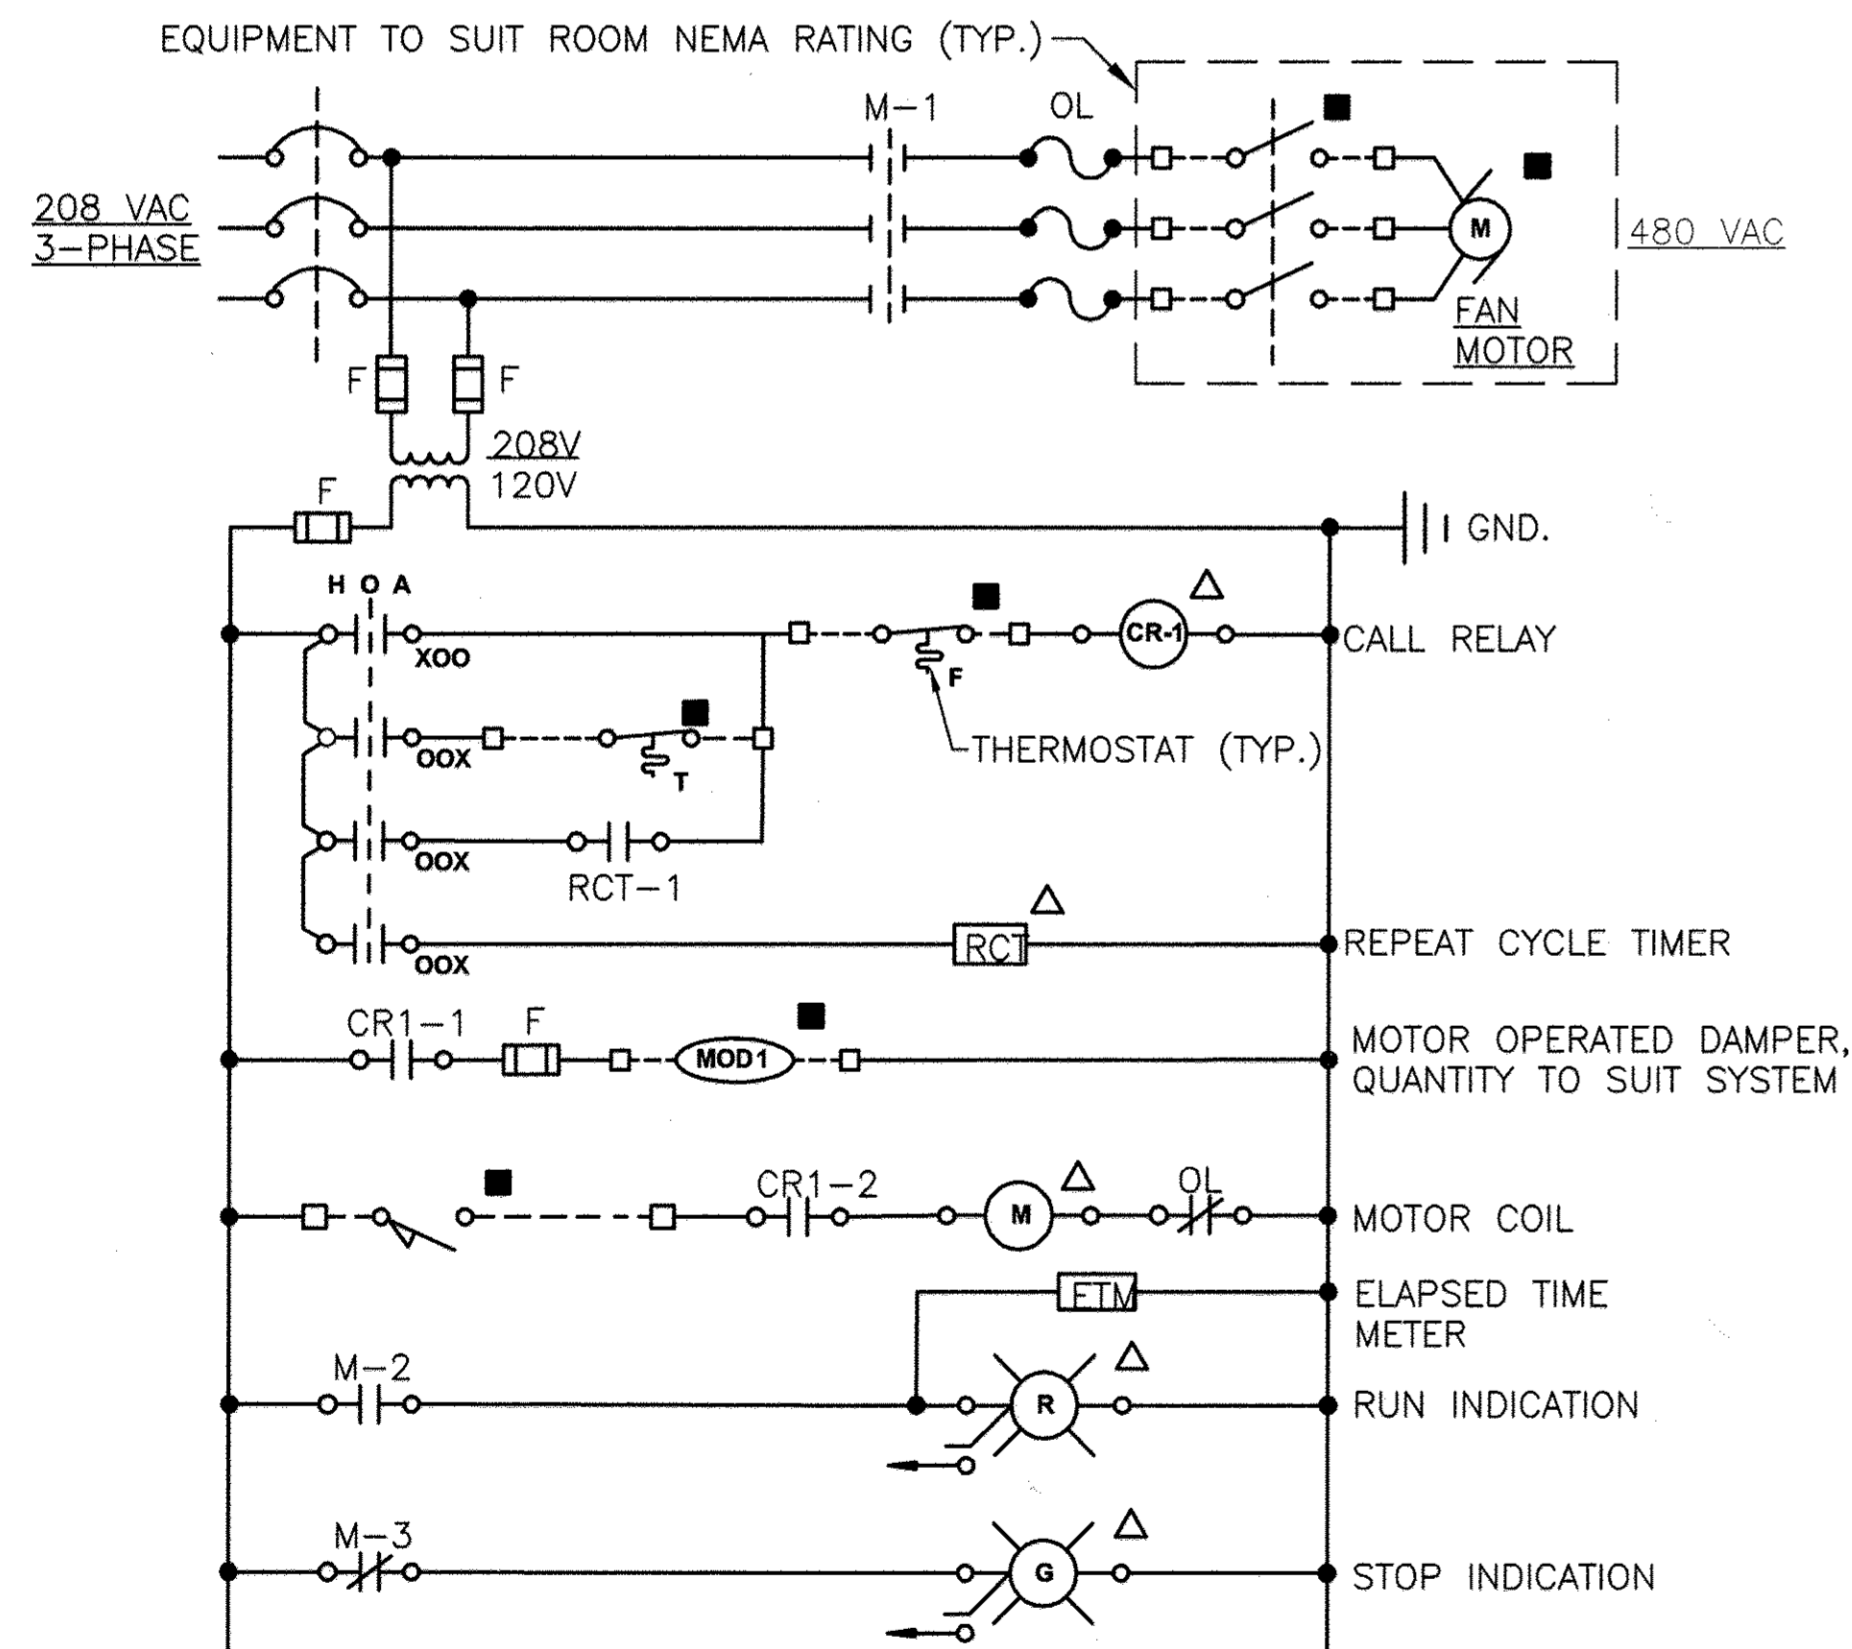 EQUIPMENT TO SUIT ROOM NEMA RATING (TYP.)
M-1
OL
208 VAC
3-PHASE
M
480 VAC
FAN
MOTOR
F
F
208V
120V
F
GND.
H O A
XOO
CR-1
CALL RELAY
F
OOX
T
THERMOSTAT (TYP.)
OOX
RCT-1
OOX
RCT
REPEAT CYCLE TIMER
CR1-1
F
MOD1
MOTOR OPERATED DAMPER,
QUANTITY TO SUIT SYSTEM
CR1-2
M
OL
MOTOR COIL
ETM
ELAPSED TIME
METER
M-2
R
RUN INDICATION
M-3
G
STOP INDICATION